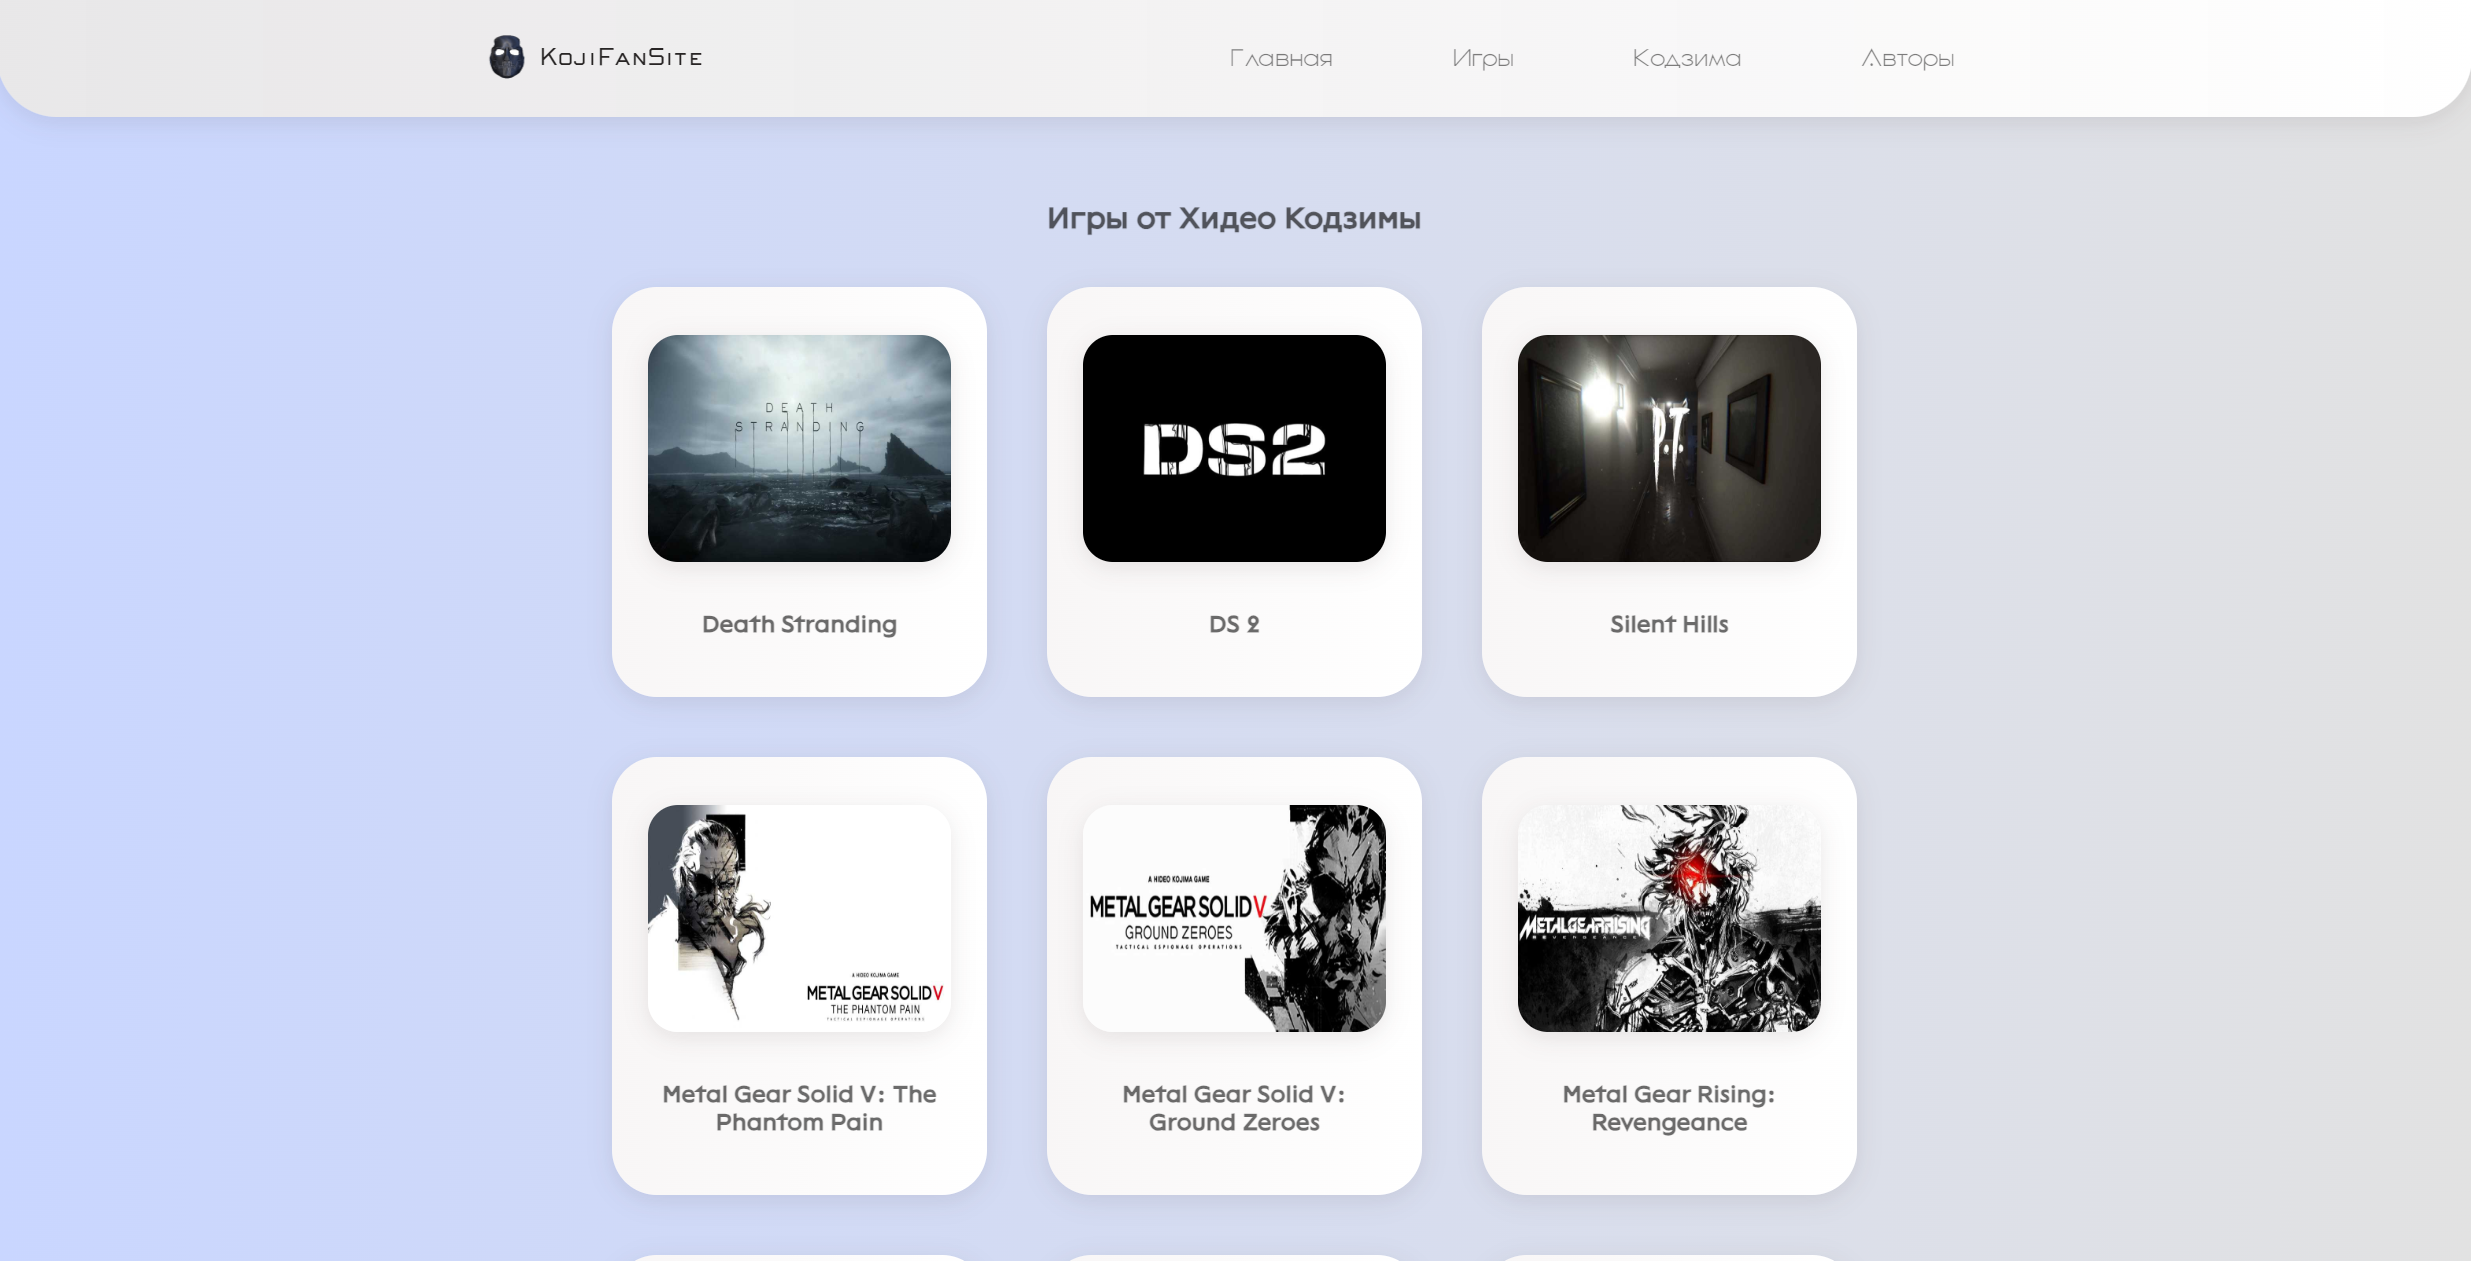 KojiFanSite
Главная
Игры
Кодзима
Авторы
Игры от Хидео Кодзимы
DEATH
STRANDING
DS2
P.T.
Death Stranding
DS 2
Silent Hills
A HIDEO KOJIMA GAME
METAL GEAR SOLID V
THE PHANTOM PAIN
TACTICAL ESPIONAGE OPERATIONS
A HIDEO KOJIMA GAME
METAL GEAR SOLID V
GROUND ZEROES
TACTICAL ESPIONAGE OPERATIONS
METAL GEAR RISING
REVENGEANCE
Metal Gear Solid V: The
Phantom Pain
Metal Gear Solid V:
Ground Zeroes
Metal Gear Rising:
Revengeance